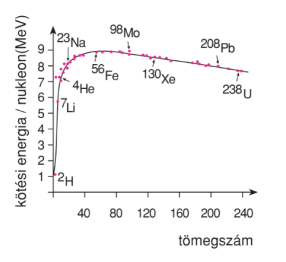 kötési energia / nukleon(MeV)
9
8
7
6
5
4
3
2
1
23Na
98Mo
208Pb
4He
56Fe
130Xe
7Li
238U
2H
40 80 120 160 200 240
tömegszám